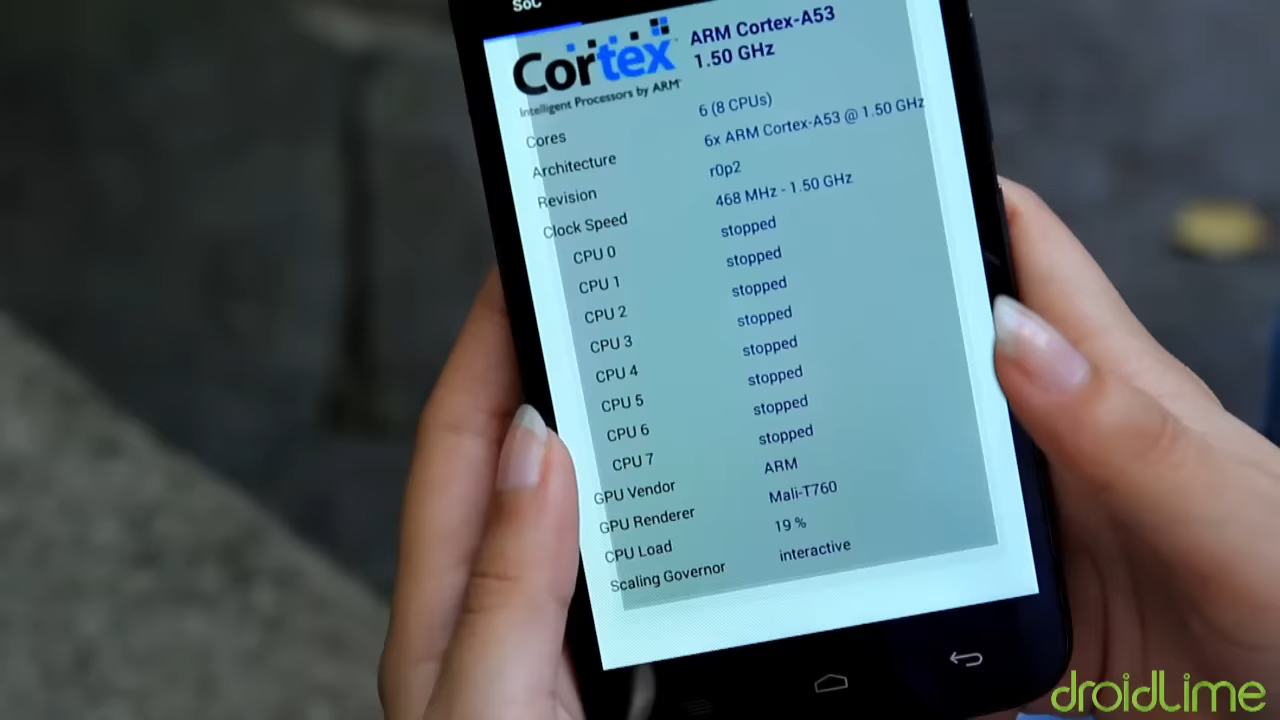 SoC
Cortex
Intelligent Processors by ARM
ARM Cortex-A53
1.50 GHz
Cores 6 (8 CPUs)
Architecture 6x ARM Cortex-A53 @ 1.50 GHz
Revision r0p2
Clock Speed 468 MHz - 1.50 GHz
CPU 0 stopped
CPU 1 stopped
CPU 2 stopped
CPU 3 stopped
CPU 4 stopped
CPU 5 stopped
CPU 6 stopped
CPU 7 stopped
GPU Vendor ARM
GPU Renderer Mali-T760
CPU Load 19 %
Scaling Governor interactive
droidLime